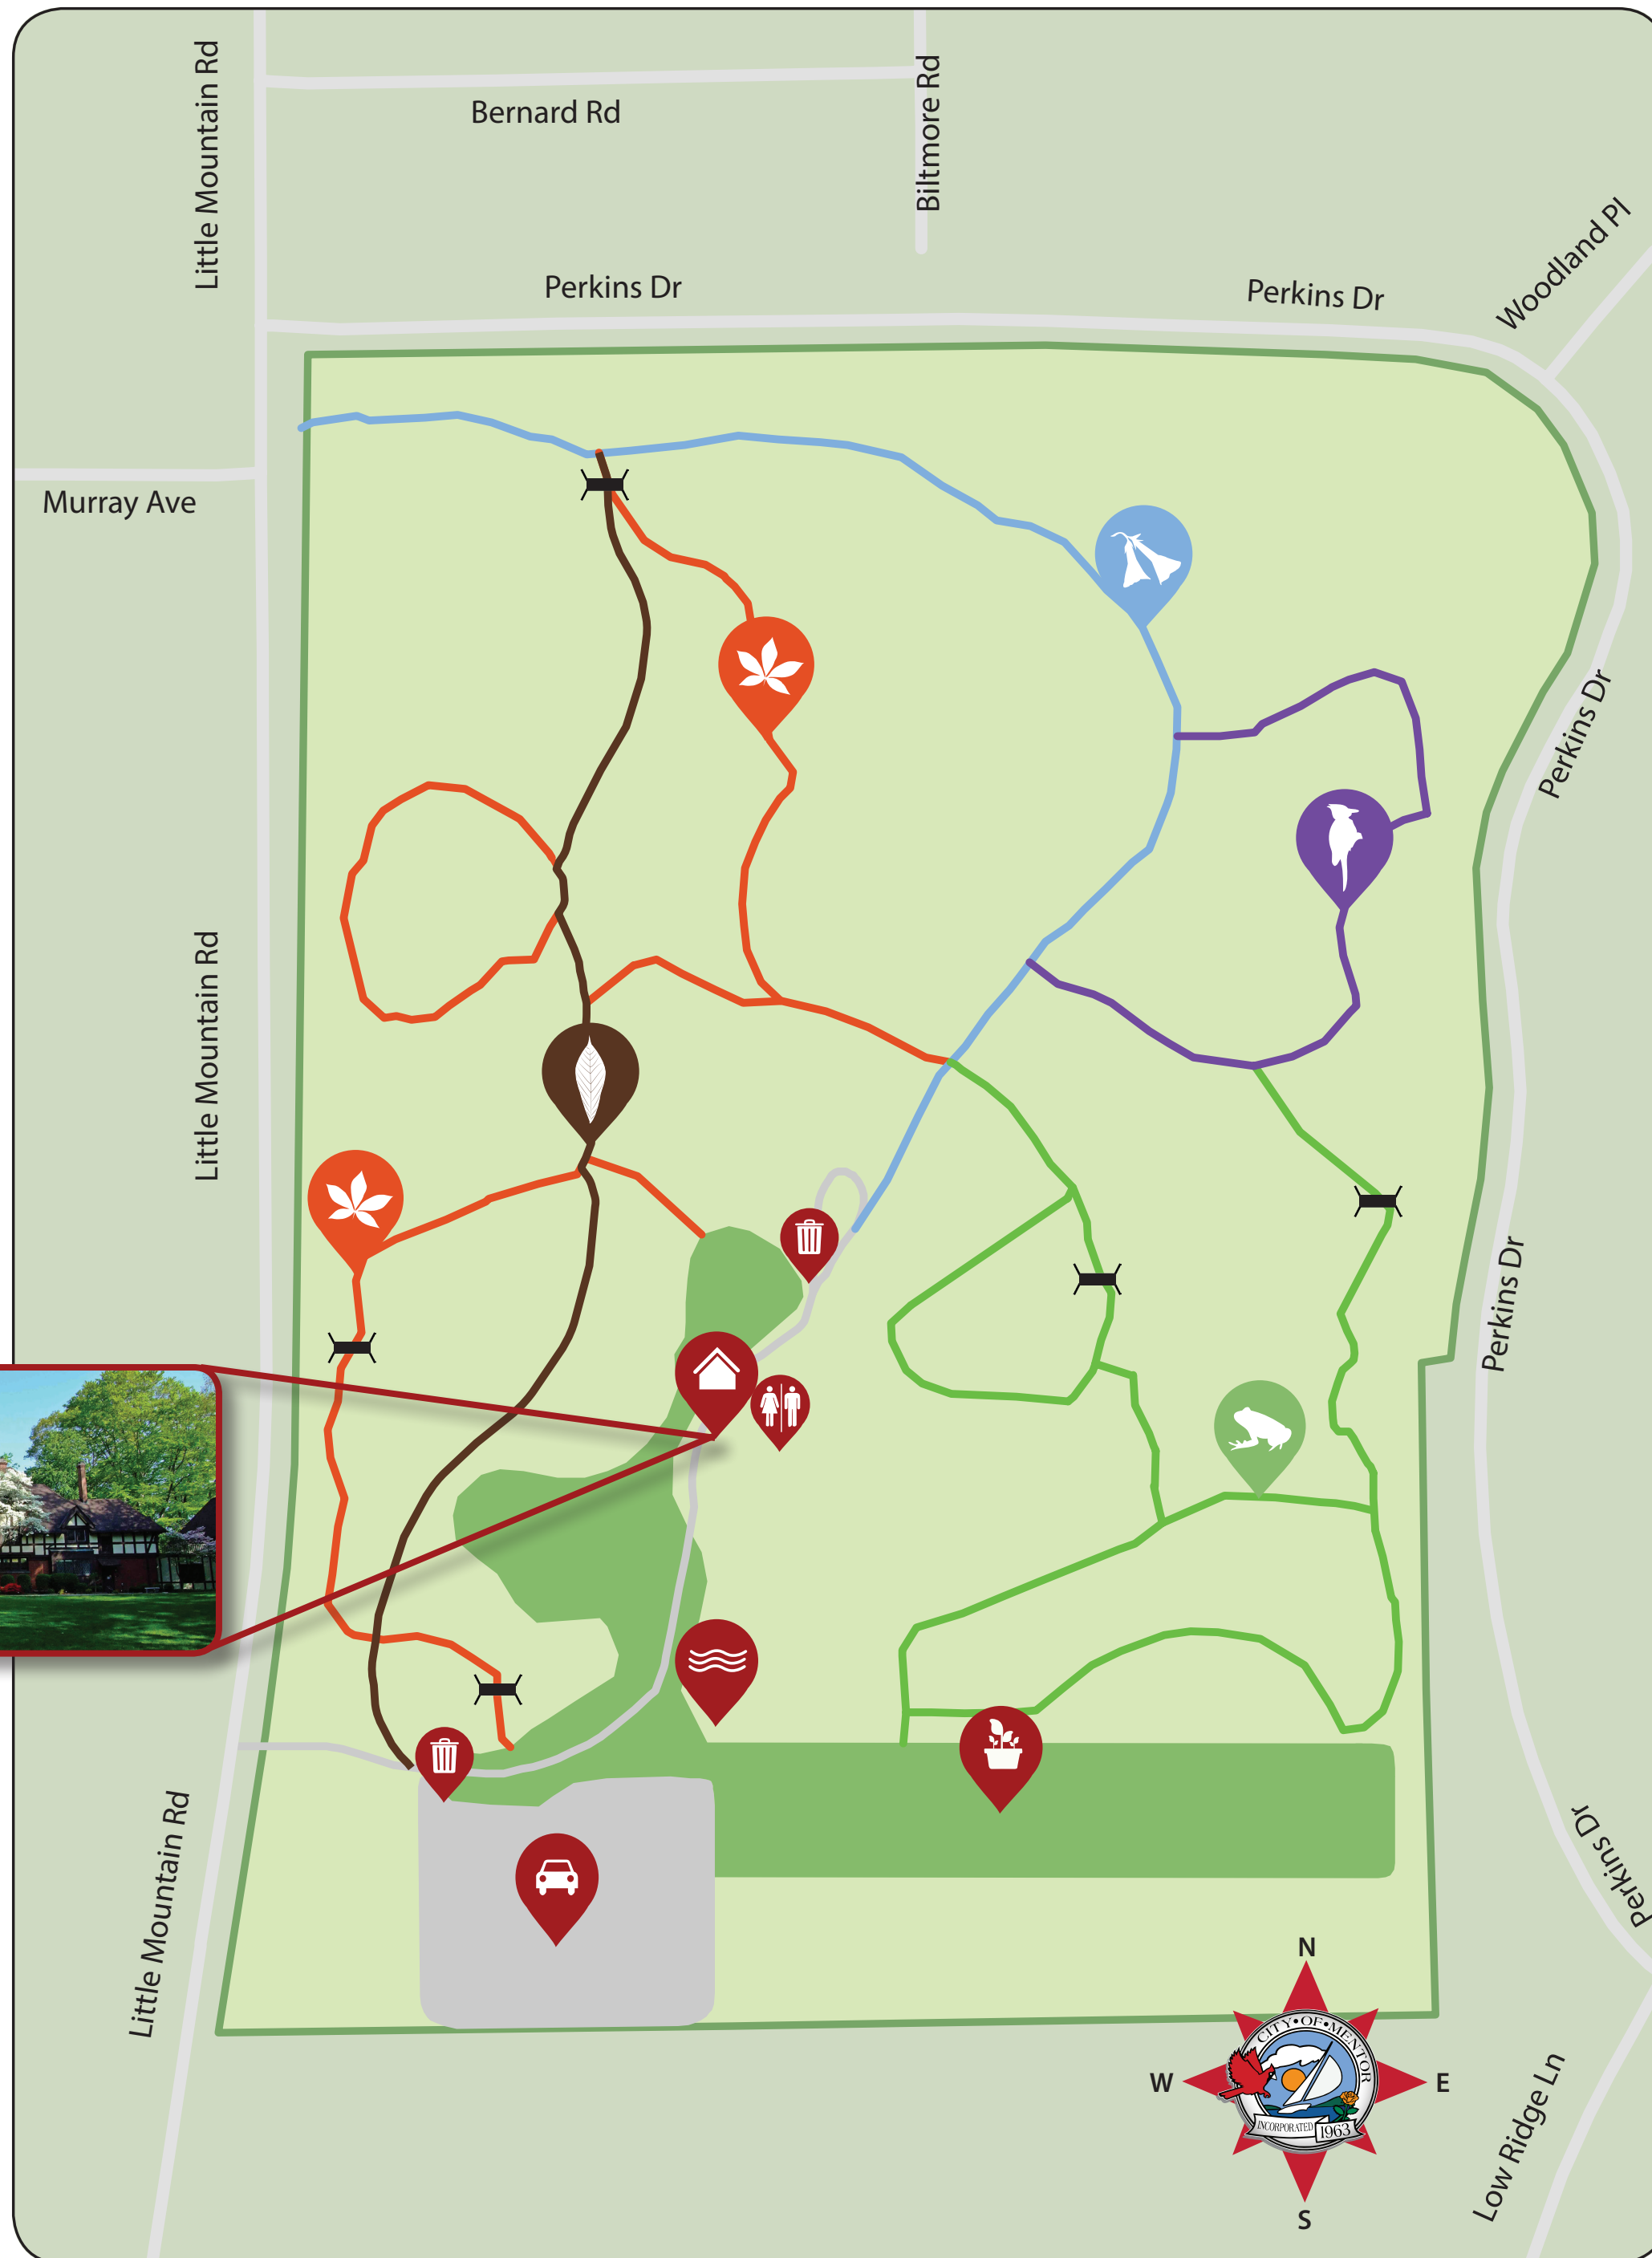 Little Mountain Rd
Bernard Rd
Biltmore Rd
Perkins Dr
Perkins Dr
Woodland Pl
Murray Ave
Perkins Dr
Little Mountain Rd
Perkins Dr
Little Mountain Rd
Perkins Dr
N
W
E
S
CITY•OF•MENTOR
INCORPORATED
1963
Low Ridge Ln